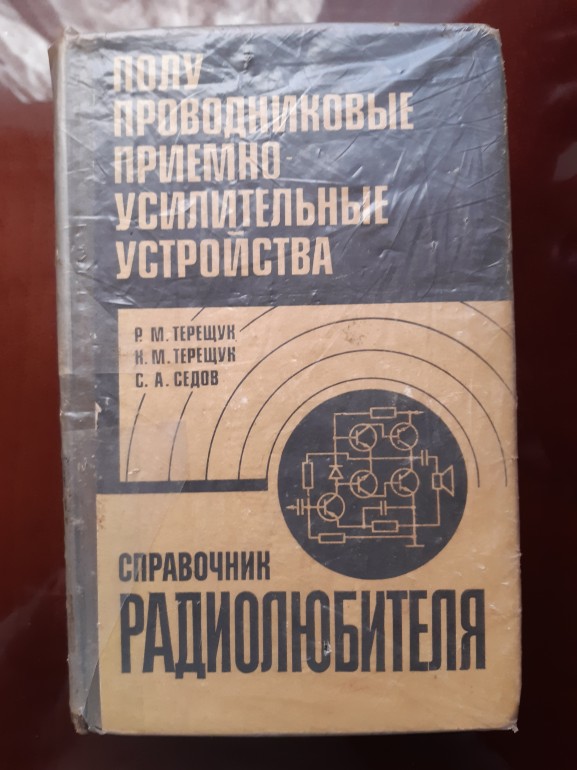 ПОЛУ
ПРОВОДНИКОВЫЕ
ПРИЕМНО
УСИЛИТЕЛЬНЫЕ
УСТРОЙСТВА
Р. М. ТЕРЕЩУК
К. М. ТЕРЕЩУК
С. А. СЕДОВ
СПРАВОЧНИК
РАДИОЛЮБИТЕЛЯ